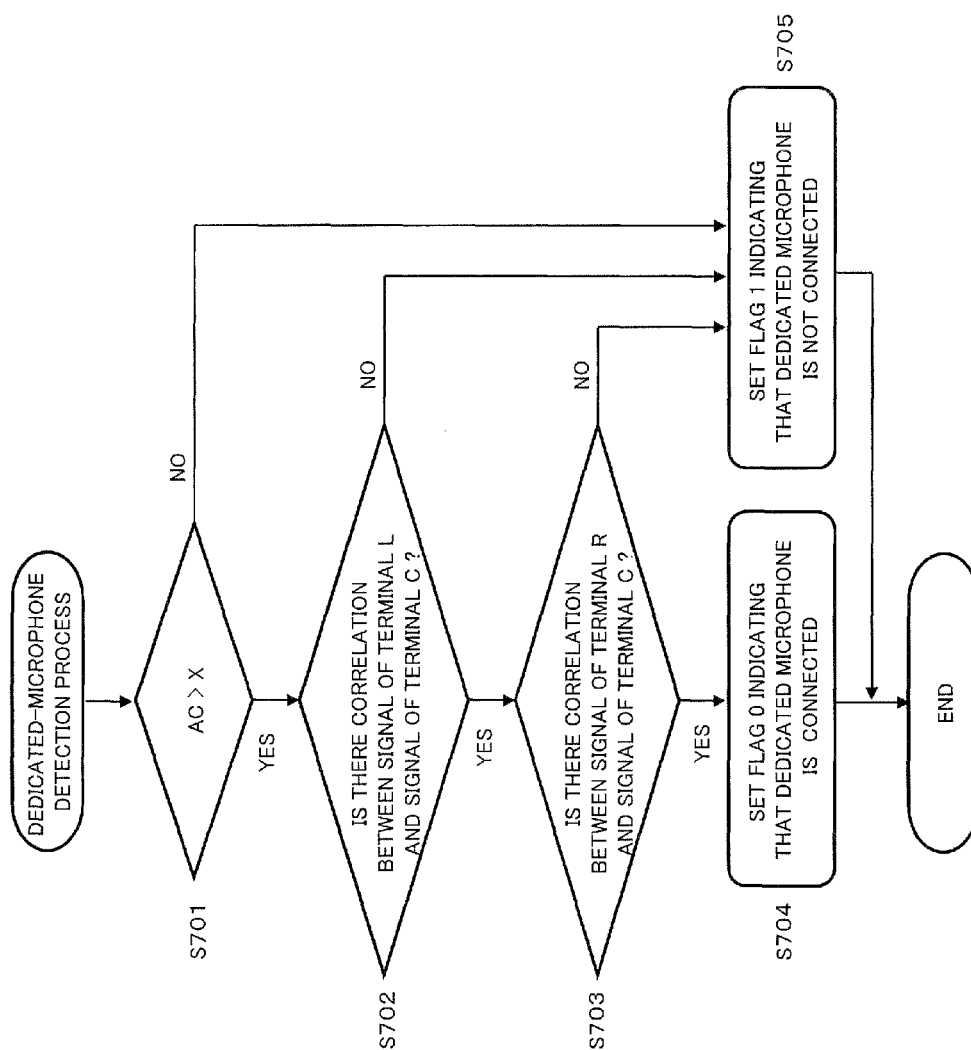 DEDICATED-MICROPHONE
DETECTION PROCESS
S701
AC > X
NO
YES
S702
IS THERE CORRELATION
BETWEEN SIGNAL OF TERMINAL L
AND SIGNAL OF TERMINAL C ?
NO
YES
S703
IS THERE CORRELATION
BETWEEN SIGNAL OF TERMINAL R
AND SIGNAL OF TERMINAL C ?
NO
YES
S704
SET FLAG 0 INDICATING
THAT DEDICATED MICROPHONE
IS CONNECTED
S705
SET FLAG 1 INDICATING
THAT DEDICATED MICROPHONE
IS NOT CONNECTED
END